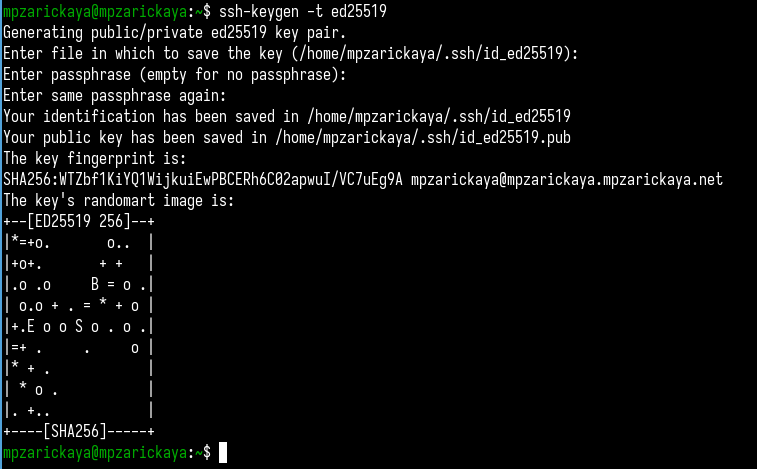 mpzarickaya@mpzarickaya:~$ ssh-keygen -t ed25519
Generating public/private ed25519 key pair.
Enter file in which to save the key (/home/mpzarickaya/.ssh/id_ed25519):
Enter passphrase (empty for no passphrase):
Enter same passphrase again:
Your identification has been saved in /home/mpzarickaya/.ssh/id_ed25519
Your public key has been saved in /home/mpzarickaya/.ssh/id_ed25519.pub
The key fingerprint is:
SHA256:WTZbf1KiYQ1WijkuiEwPBCERh6C02apwuI/VC7uEg9A mpzarickaya@mpzarickaya.mpzarickaya.net
The key's randomart image is:
+--[ED25519 256]--+
|*=+o.       o..  |
|+o+.       + +   |
|.o .o     B = o .|
| o.o + . = * + o |
|+.E o o S o . o .|
|=+ .     .     o |
|* + .            |
| * o .           |
|. +..            |
+----[SHA256]-----+
mpzarickaya@mpzarickaya:~$